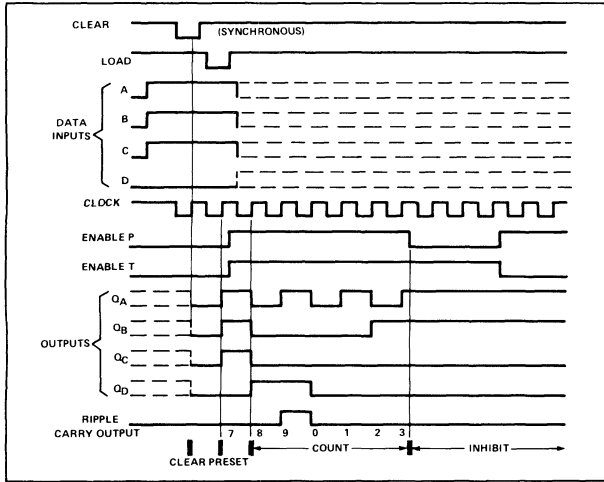 CLEAR
(SYNCHRONOUS)
LOAD
A
B
DATA
INPUTS
C
D
CLOCK
ENABLE P
ENABLE T
QA
QB
OUTPUTS
QC
QD
RIPPLE
CARRY OUTPUT
7 8 9 0 1 2 3
COUNT
INHIBIT
CLEAR PRESET